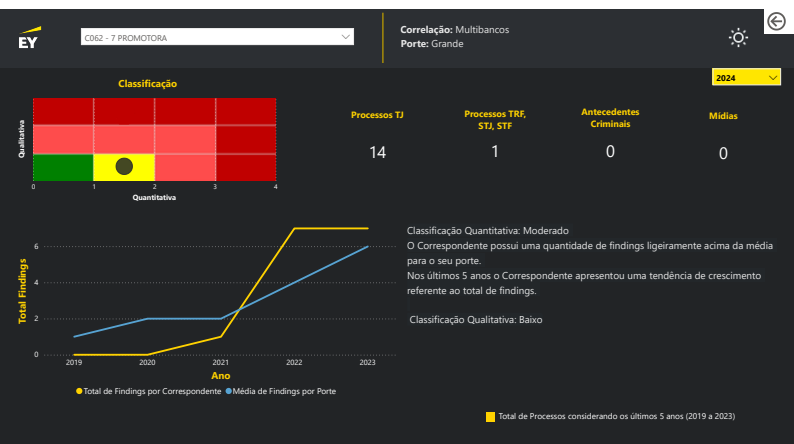 EY
C062 - 7 PROMOTORA
Correlação: Multibancos
Porte: Grande
2024
Classificação
Qualitativa
0 1 2 3 4
Quantitativa
Processos TJ
14
Processos TRF,
STJ, STF
1
Antecedentes
Criminais
0
Mídias
0
Total Findings
6
4
2
0
2019 2020 2021 2022 2023
Ano
Total de Findings por Correspondente Média de Findings por Porte
Classificação Quantitativa: Moderado
O Correspondente possui uma quantidade de findings ligeiramente acima da média
para o seu porte.
Nos últimos 5 anos o Correspondente apresentou uma tendência de crescimento
referente ao total de findings.
Classificação Qualitativa: Baixo
Total de Processos considerando os últimos 5 anos (2019 a 2023)